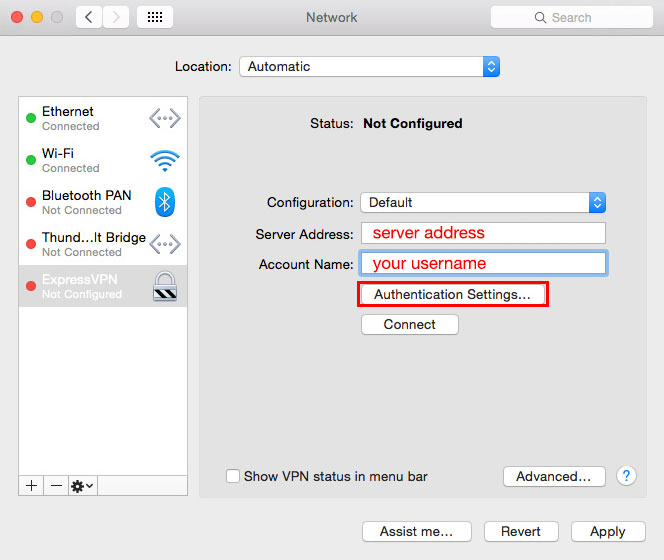 Network
Search
Location: Automatic
Ethernet
Connected
Wi-Fi
Connected
Bluetooth PAN
Not Connected
Thund...lt Bridge
Not Connected
ExpressVPN
Not Configured
Status: Not Configured
Configuration: Default
Server Address: server address
Account Name: your username
Authentication Settings...
Connect
Show VPN status in menu bar
Advanced...
?
Assist me...
Revert
Apply